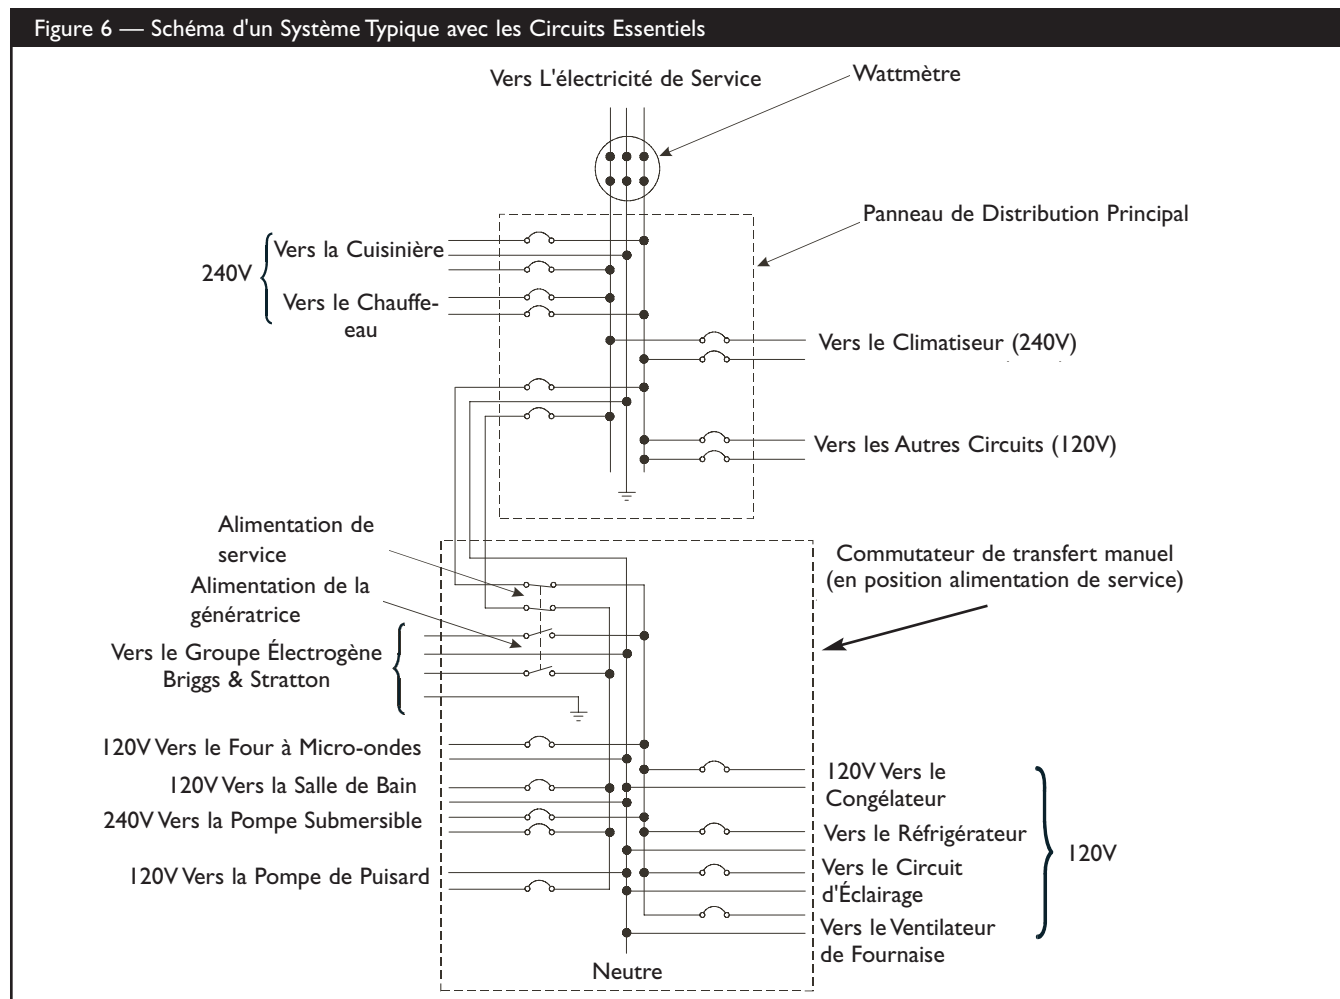 Figure 6 — Schéma d'un Système Typique avec les Circuits Essentiels
Vers L'électricité de Service
Wattmètre
Panneau de Distribution Principal
240V
Vers la Cuisinière
Vers le Chauffe-
eau
Vers le Climatiseur (240V)
Vers les Autres Circuits (120V)
Alimentation de
service
Alimentation de la
génératrice
Commutateur de transfert manuel
(en position alimentation de service)
Vers le Groupe Électrogène
Briggs & Stratton
120V Vers le Four à Micro-ondes
120V Vers la Salle de Bain
240V Vers la Pompe Submersible
120V Vers la Pompe de Puisard
120V Vers le
Congélateur
Vers le Réfrigérateur
Vers le Circuit
d'Éclairage
Vers le Ventilateur
de Fournaise
120V
Neutre